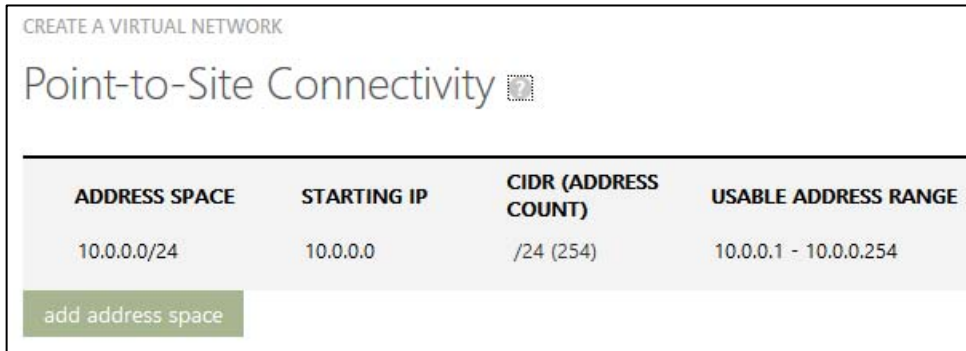 CREATE A VIRTUAL NETWORK
Point-to-Site Connectivity ?
ADDRESS SPACE STARTING IP CIDR (ADDRESS COUNT) USABLE ADDRESS RANGE
10.0.0.0/24 10.0.0.0 /24 (254) 10.0.0.1 - 10.0.0.254
add address space